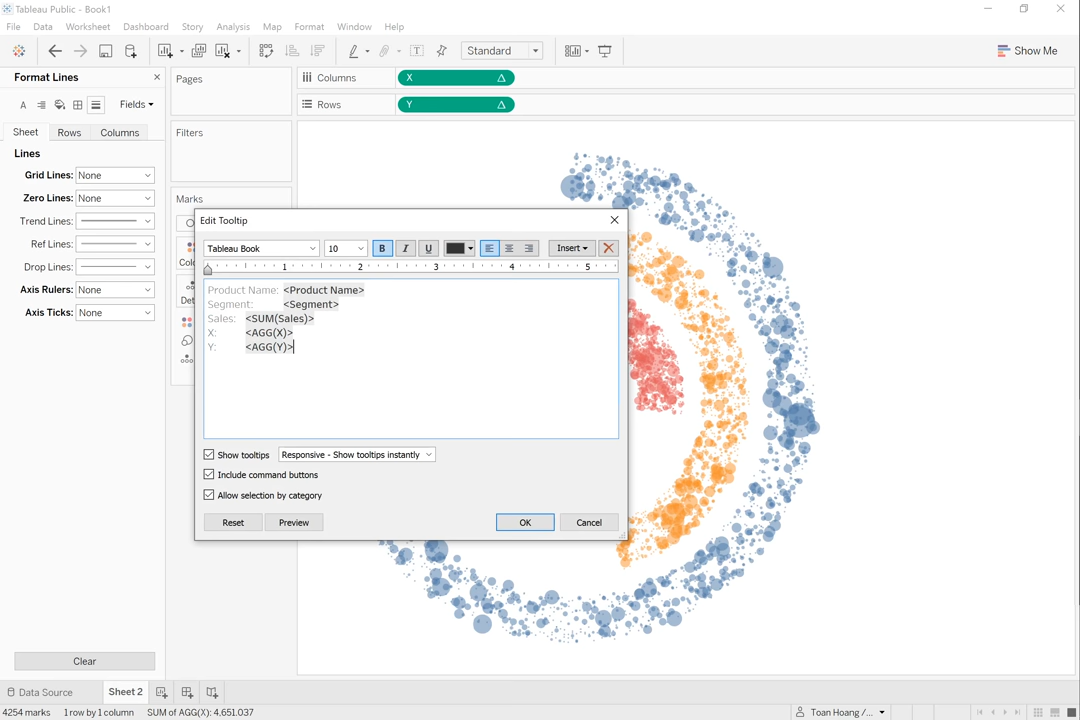 Tableau Public - Book1
File Data Worksheet Dashboard Story Analysis Map Format Window Help
Standard
Show Me
Format Lines
Fields
Sheet Rows Columns
Lines
Grid Lines: None
Zero Lines: None
Trend Lines:
Ref Lines:
Drop Lines:
Axis Rulers: None
Axis Ticks: None
Clear
Pages
Filters
Marks
Columns X
Rows Y
Edit Tooltip
Tableau Book 10 B I U Insert
1 2 3 4 5
Product Name: <Product Name>
Segment: <Segment>
Sales: <SUM(Sales)>
X: <AGG(X)>
Y: <AGG(Y)>
Show tooltips Responsive - Show tooltips instantly
Include command buttons
Allow selection by category
Reset Preview OK Cancel
Data Source Sheet 2
4254 marks 1 row by 1 column SUM of AGG(X): 4,651.037
Toan Hoang /...